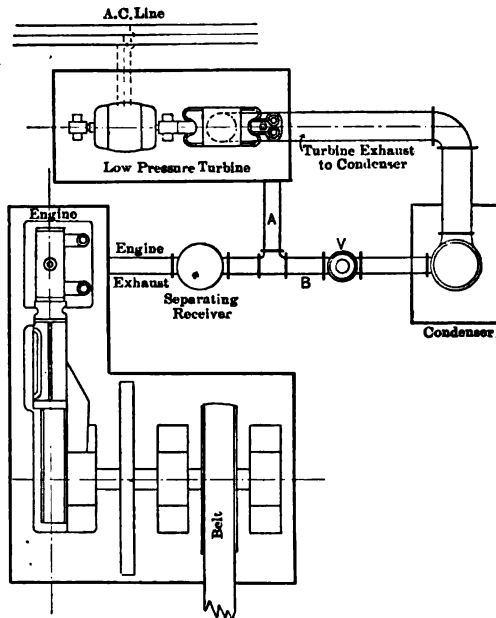 A.C. Line
Low Pressure Turbine
Turbine Exhaust
to Condenser
Engine
A
Engine
Exhaust
V
B
Separating
Receiver
Condenser
Belt